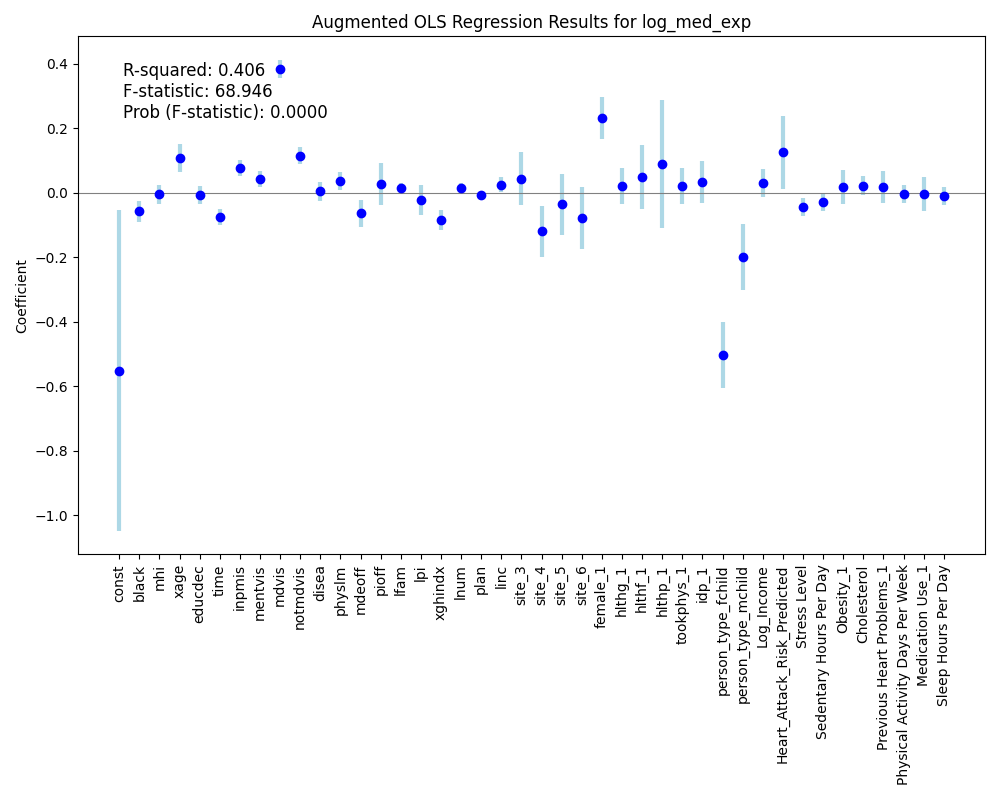 Augmented OLS Regression Results for log_med_exp
R-squared: 0.406
F-statistic: 68.946
Prob (F-statistic): 0.0000
Coefficient
0.4
0.2
0.0
−0.2
−0.4
−0.6
−0.8
−1.0
const
black
mhi
xage
educdec
time
inpmis
mentvis
mdvis
notmdvis
disea
physlm
mdeoff
pioff
lfam
lpi
xghindx
lnum
plan
linc
site_3
site_4
site_5
site_6
female_1
hlthg_1
hlthf_1
hlthp_1
tookphys_1
idp_1
person_type_fchild
person_type_mchild
Log_Income
Heart_Attack_Risk_Predicted
Stress Level
Sedentary Hours Per Day
Obesity_1
Cholesterol
Previous Heart Problems_1
Physical Activity Days Per Week
Medication Use_1
Sleep Hours Per Day